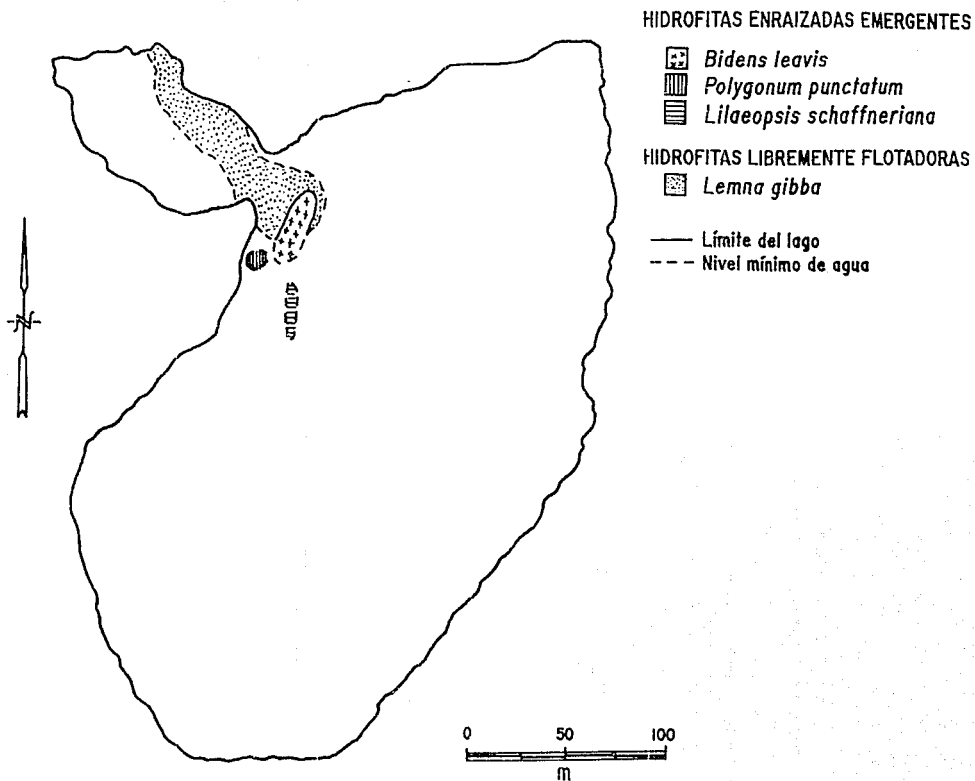 HIDROFITAS ENRAIZADAS EMERGENTES
Bidens leavis
Polygonum punctatum
Lilaeopsis schaffneriana
HIDROFITAS LIBREMENTE FLOTADORAS
Lemna gibba
Límite del lago
Nivel mínimo de agua
N
0 50 100
m